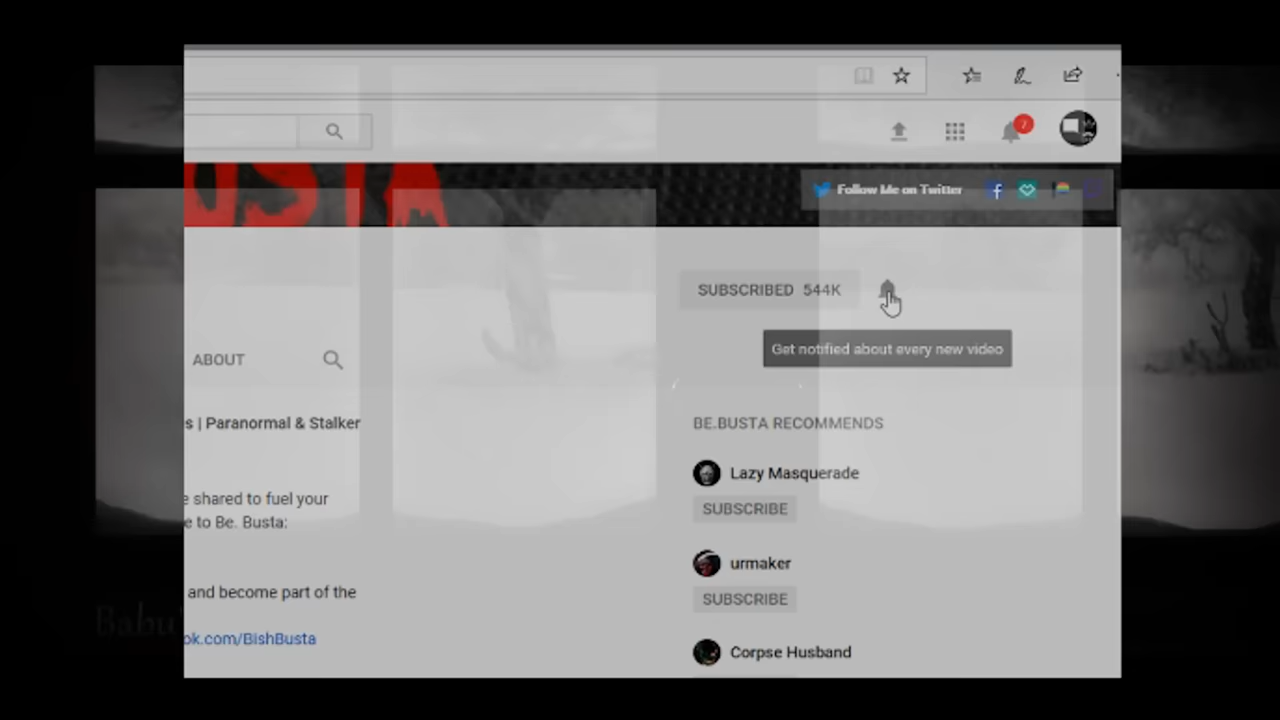 USTA
Follow Me on Twitter
SUBSCRIBED 544K
Get notified about every new video
ABOUT
s | Paranormal & Stalker
BE.BUSTA RECOMMENDS
Lazy Masquerade
SUBSCRIBE
e shared to fuel your
e to Be. Busta:
urmaker
SUBSCRIBE
and become part of the
Babu
ok.com/BishBusta
Corpse Husband